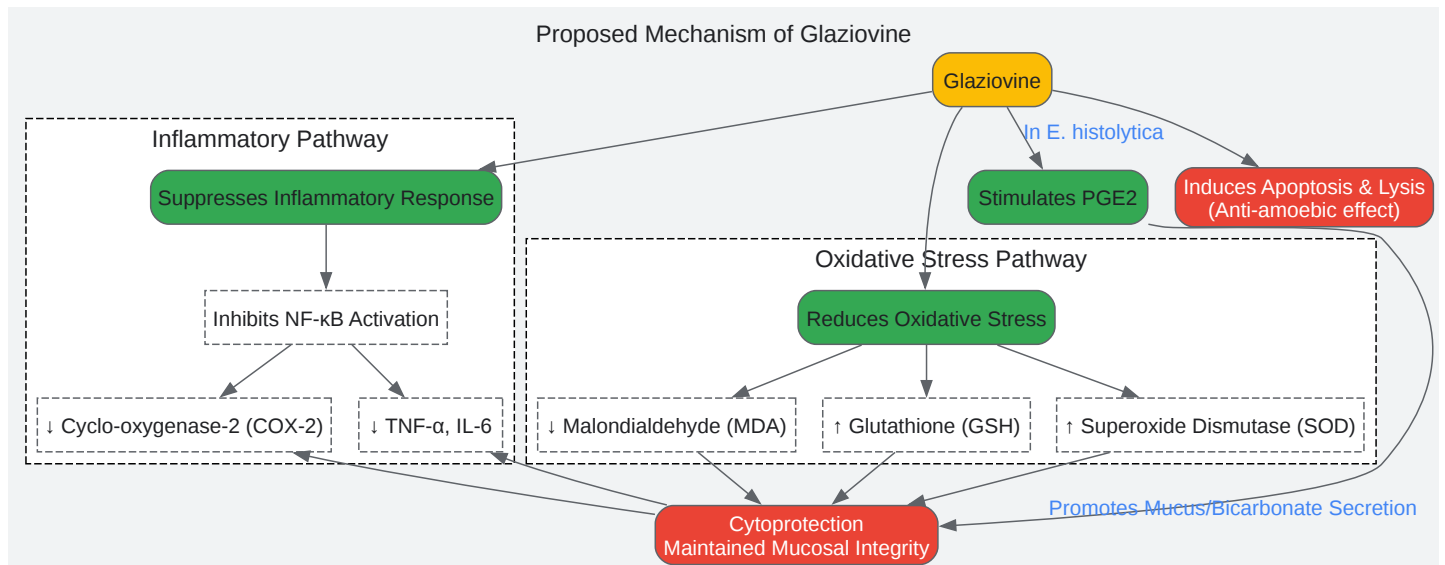 Proposed Mechanism of Glaziovine
Glaziovine
In E. histolytica
Inflammatory Pathway
Suppresses Inflammatory Response
Stimulates PGE2
Induces Apoptosis & Lysis
(Anti-amoebic effect)
Oxidative Stress Pathway
Inhibits NF-κB Activation
Reduces Oxidative Stress
↓ Cyclo-oxygenase-2 (COX-2)
↓ TNF-α, IL-6
↓ Malondialdehyde (MDA)
↑ Glutathione (GSH)
↑ Superoxide Dismutase (SOD)
Promotes Mucus/Bicarbonate Secretion
Cytoprotection
Maintained Mucosal Integrity